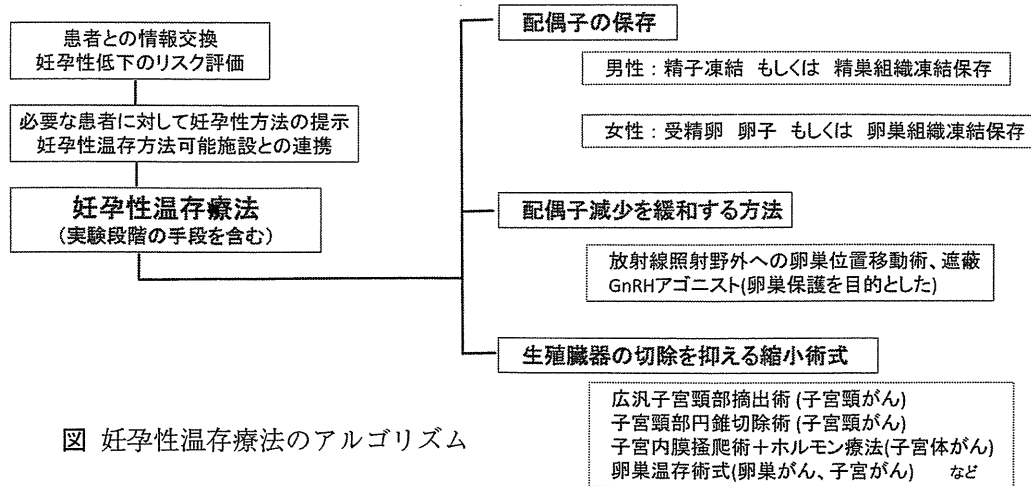 患者との情報交換
妊孕性低下のリスク評価
必要な患者に対して妊孕性方法の提示
妊孕性温存方法可能施設との連携
妊孕性温存療法
(実験段階の手段を含む)
配偶子の保存
男性：精子凍結 もしくは 精巣組織凍結保存
女性：受精卵 卵子 もしくは 卵巣組織凍結保存
配偶子減少を緩和する方法
放射線照射野外への卵巣位置移動術、遮蔽
GnRHアゴニスト(卵巣保護を目的とした)
生殖臓器の切除を抑える縮小術式
広汎子宮頸部摘出術 (子宮頸がん)
子宮頸部円錐切除術 (子宮頸がん)
子宮内膜掻爬術＋ホルモン療法(子宮体がん)
卵巣温存術式(卵巣がん、子宮がん) など
図 妊孕性温存療法のアルゴリズム